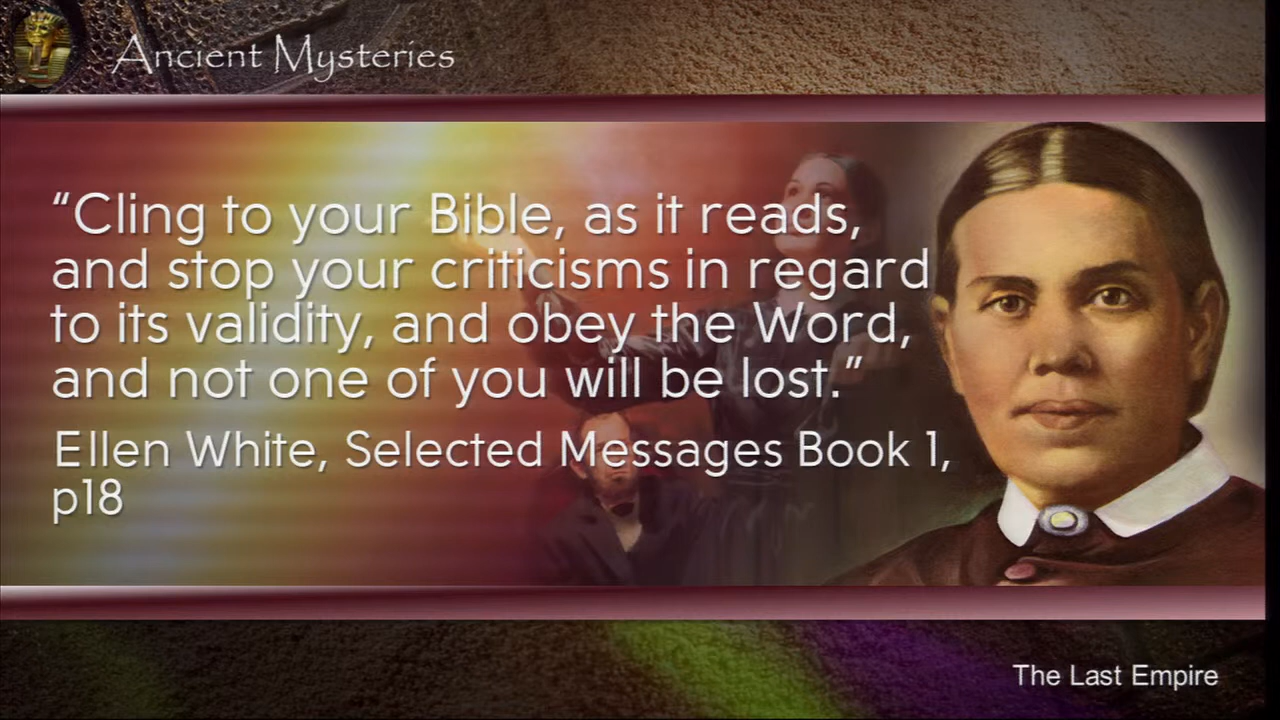 Ancient Mysteries
“Cling to your Bible, as it reads,
and stop your criticisms in regard
to its validity, and obey the Word,
and not one of you will be lost.”
Ellen White, Selected Messages Book 1,
p18
The Last Empire